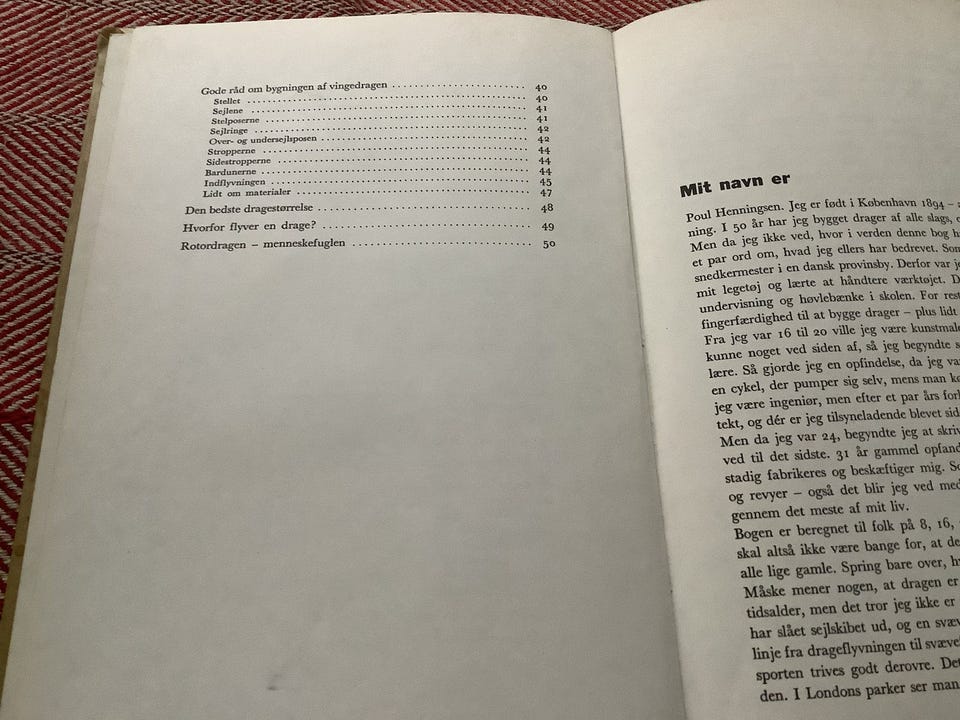 Gode råd om bygningen af vingedragen 40
Stellet 40
Sejlene 41
Stelposerne 41
Sejlringe 42
Over- og undersejlsposen 42
Stropperne 44
Sidestropperne 44
Bardunerne 44
Indflyvningen 45
Lidt om materialer 47
Den bedste dragestørrelse 48
Hvorfor flyver en drage? 49
Rotordragen – menneskefuglen 50
Mit navn er
Poul Henningsen. Jeg er født i København 1894 –
ning. I 50 år har jeg bygget drager af alle slags,
Men da jeg ikke ved, hvor i verden denne bog
et par ord om, hvad jeg ellers har bedrevet.
snedkermester i en dansk provinsby. Derfor var
mit legetøj og lærte at håndtere værktøjet.
undervisning og høvlebænke i skolen. For
fingerfærdighed til at bygge drager – plus lidt
Fra jeg var 16 til 20 ville jeg være
kunne noget ved siden af, så jeg begyndte
lære. Så gjorde jeg en opfindelse, da jeg
en cykel, der pumper sig selv, mens man
jeg være ingeniør, men efter et par års
tekt, og dér er jeg tilsyneladende blevet
Men da jeg var 24, begyndte jeg at
ved til det sidste. 31 år gammel
stadig fabrikeres og beskæftiger mig.
og revyer – også det blir jeg ved
gennem det meste af mit liv.
Bogen er beregnet til folk på 8, 16,
skal altså ikke være bange for, at
alle lige gamle. Spring bare over,
Måske mener nogen, at dragen er
tidsalder, men det tror jeg ikke er
har slået sejlskibet ud, og en
linje fra drageflyvningen til
sporten trives godt derovre.
den. I Londons parker ser man